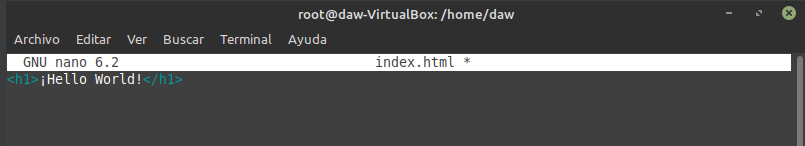 root@daw-VirtualBox: /home/daw
Archivo Editar Ver Buscar Terminal Ayuda
GNU nano 6.2 index.html *
<h1>¡Hello World!</h1>